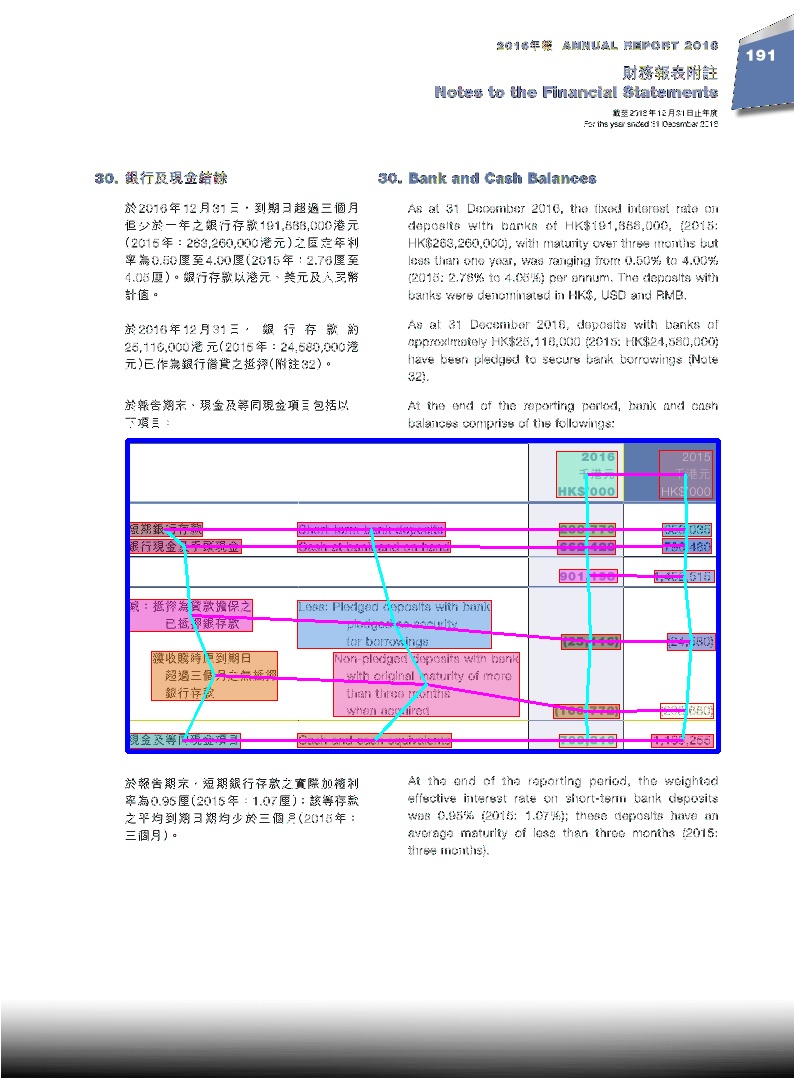 2016年報 ANNUAL REPORT 2016
191
財務報表附註
Notes to the Financial Statements
截至2016年12月31日止年度
For the year ended 31 December 2016
30. 銀行及現金結餘
於2016年12月31日，到期日超過三個月
但少於一年之銀行存款191,888,000港元
(2015年：263,260,000港元)之固定年利
率為0.50厘至4.00厘(2015年：2.76厘至
4.05厘)。銀行存款以港元、美元及人民幣
計值。
於2016年12月31日，銀行存款約
25,116,000港元(2015年：24,580,000港
元)已作為銀行借貸之抵押(附註32)。
於報告期末，現金及等同現金項目包括以
下項目：
30. Bank and Cash Balances
As at 31 December 2016, the fixed interest rate on
deposits with banks of HK$191,888,000, (2015:
HK$263,260,000), with maturity over three months but
less than one year, was ranging from 0.50% to 4.00%
(2015: 2.76% to 4.05%) per annum. The deposits with
banks were denominated in HK$, USD and RMB.
As at 31 December 2016, deposits with banks of
approximately HK$25,116,000 (2015: HK$24,580,000)
have been pledged to secure bank borrowings (Note
32).
At the end of the reporting period, bank and cash
balances comprise of the followings:
2016 2015
千港元 千港元
HK$'000 HK$'000
短期銀行存款 Short-term bank deposits
銀行現金及手頭現金 Cash at bank and on hand
901,198 1,452,516
減：抵押為貸款擔保之 Less: Pledged deposits with bank
已抵押銀存款 pledged as security
for borrowings (25,116) (24,580)
獲收購時原到期日 Non-pledged deposits with bank
超過三個月之無抵押 with original maturity of more
銀行存款 than three months
when acquired (166,772) (238,680)
現金及等同現金項目 Cash and cash equivalents
於報告期末，短期銀行存款之實際加權利
率為0.95厘(2015年：1.07厘)；該等存款
之平均到期日期均少於三個月(2015年：
三個月)。
At the end of the reporting period, the weighted
effective interest rate on short-term bank deposits
was 0.95% (2015: 1.07%); these deposits have an
average maturity of less than three months (2015:
three months).